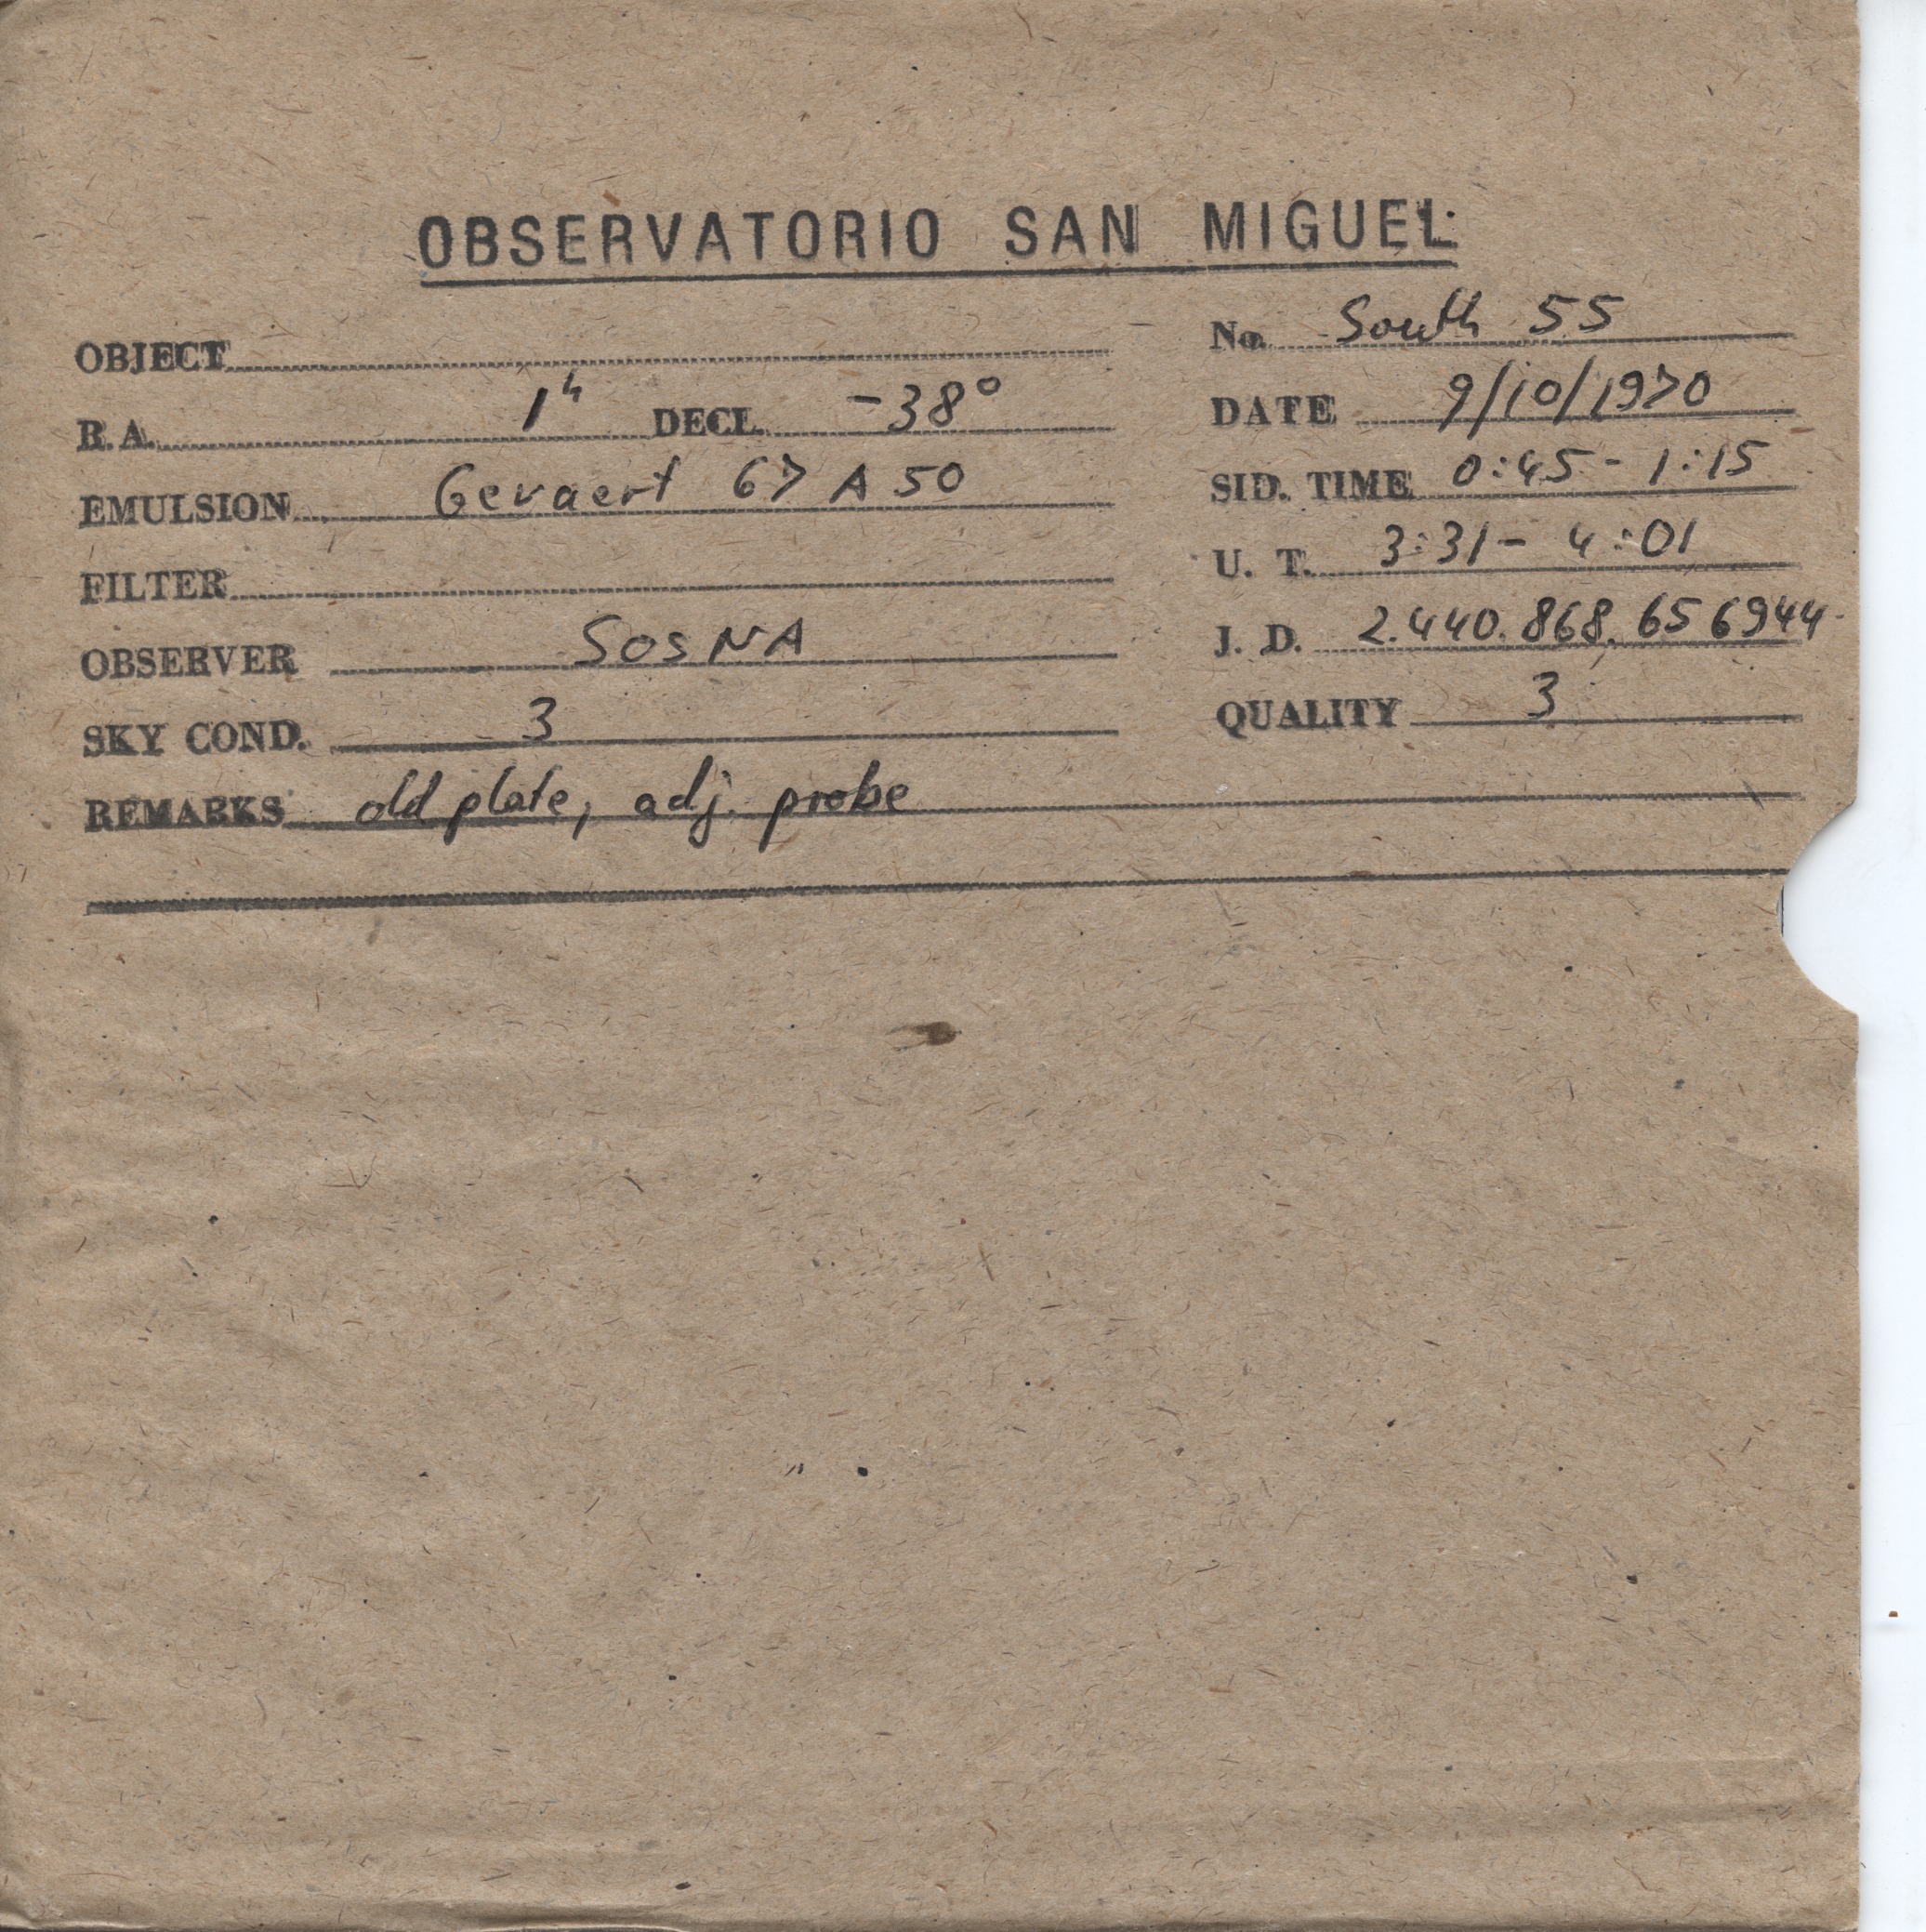 OBSERVATORIO SAN MIGUEL
OBJECT
No. South 55
R.A. 1h DECL. -38°
DATE 9/10/1970
EMULSION Gevaert 67 A 50
SID. TIME 0:45 - 1:15
FILTER
U. T. 3:31 - 4:01
OBSERVER SOSNA
J. D. 2.440.868.656944
SKY COND. 3
QUALITY 3
REMARKS old plate, adj. probe